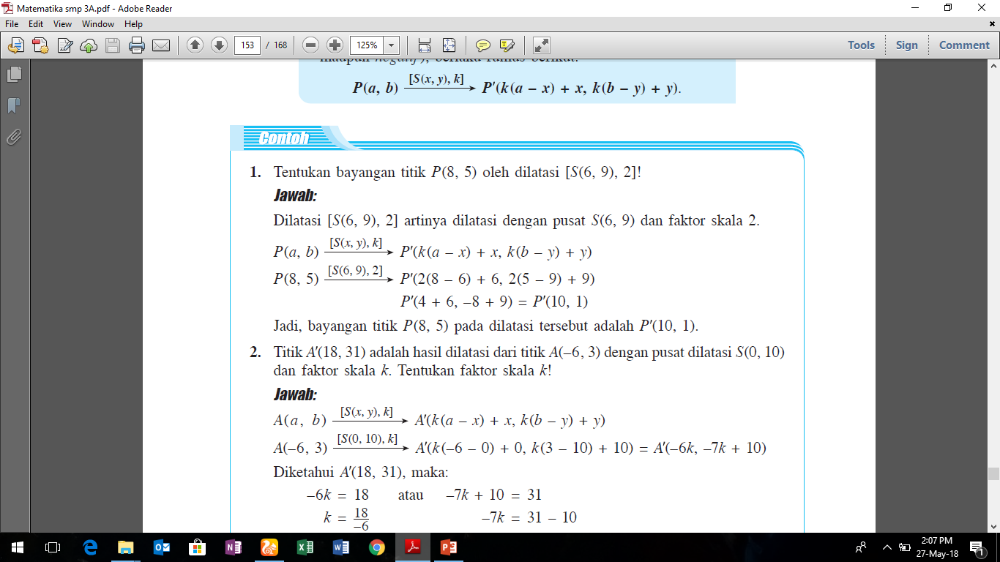 Matematika smp 3A.pdf - Adobe Reader
File Edit View Window Help
153 / 168 125% Tools Sign Comment
maupun negatif), berlaku rumus berikut.
P(a, b) [S(x, y), k] → P′(k(a – x) + x, k(b – y) + y).
Contoh
1. Tentukan bayangan titik P(8, 5) oleh dilatasi [S(6, 9), 2]!
Jawab:
Dilatasi [S(6, 9), 2] artinya dilatasi dengan pusat S(6, 9) dan faktor skala 2.
P(a, b) [S(x, y), k] → P′(k(a – x) + x, k(b – y) + y)
P(8, 5) [S(6, 9), 2] → P′(2(8 – 6) + 6, 2(5 – 9) + 9)
P′(4 + 6, –8 + 9) = P′(10, 1)
Jadi, bayangan titik P(8, 5) pada dilatasi tersebut adalah P′(10, 1).
2. Titik A′(18, 31) adalah hasil dilatasi dari titik A(–6, 3) dengan pusat dilatasi S(0, 10)
dan faktor skala k. Tentukan faktor skala k!
Jawab:
A(a, b) [S(x, y), k] → A′(k(a – x) + x, k(b – y) + y)
A(–6, 3) [S(0, 10), k] → A′(k(–6 – 0) + 0, k(3 – 10) + 10) = A′(–6k, –7k + 10)
Diketahui A′(18, 31), maka:
–6k = 18 atau –7k + 10 = 31
k = 18/–6 –7k = 31 – 10
2:07 PM
27-May-18
1